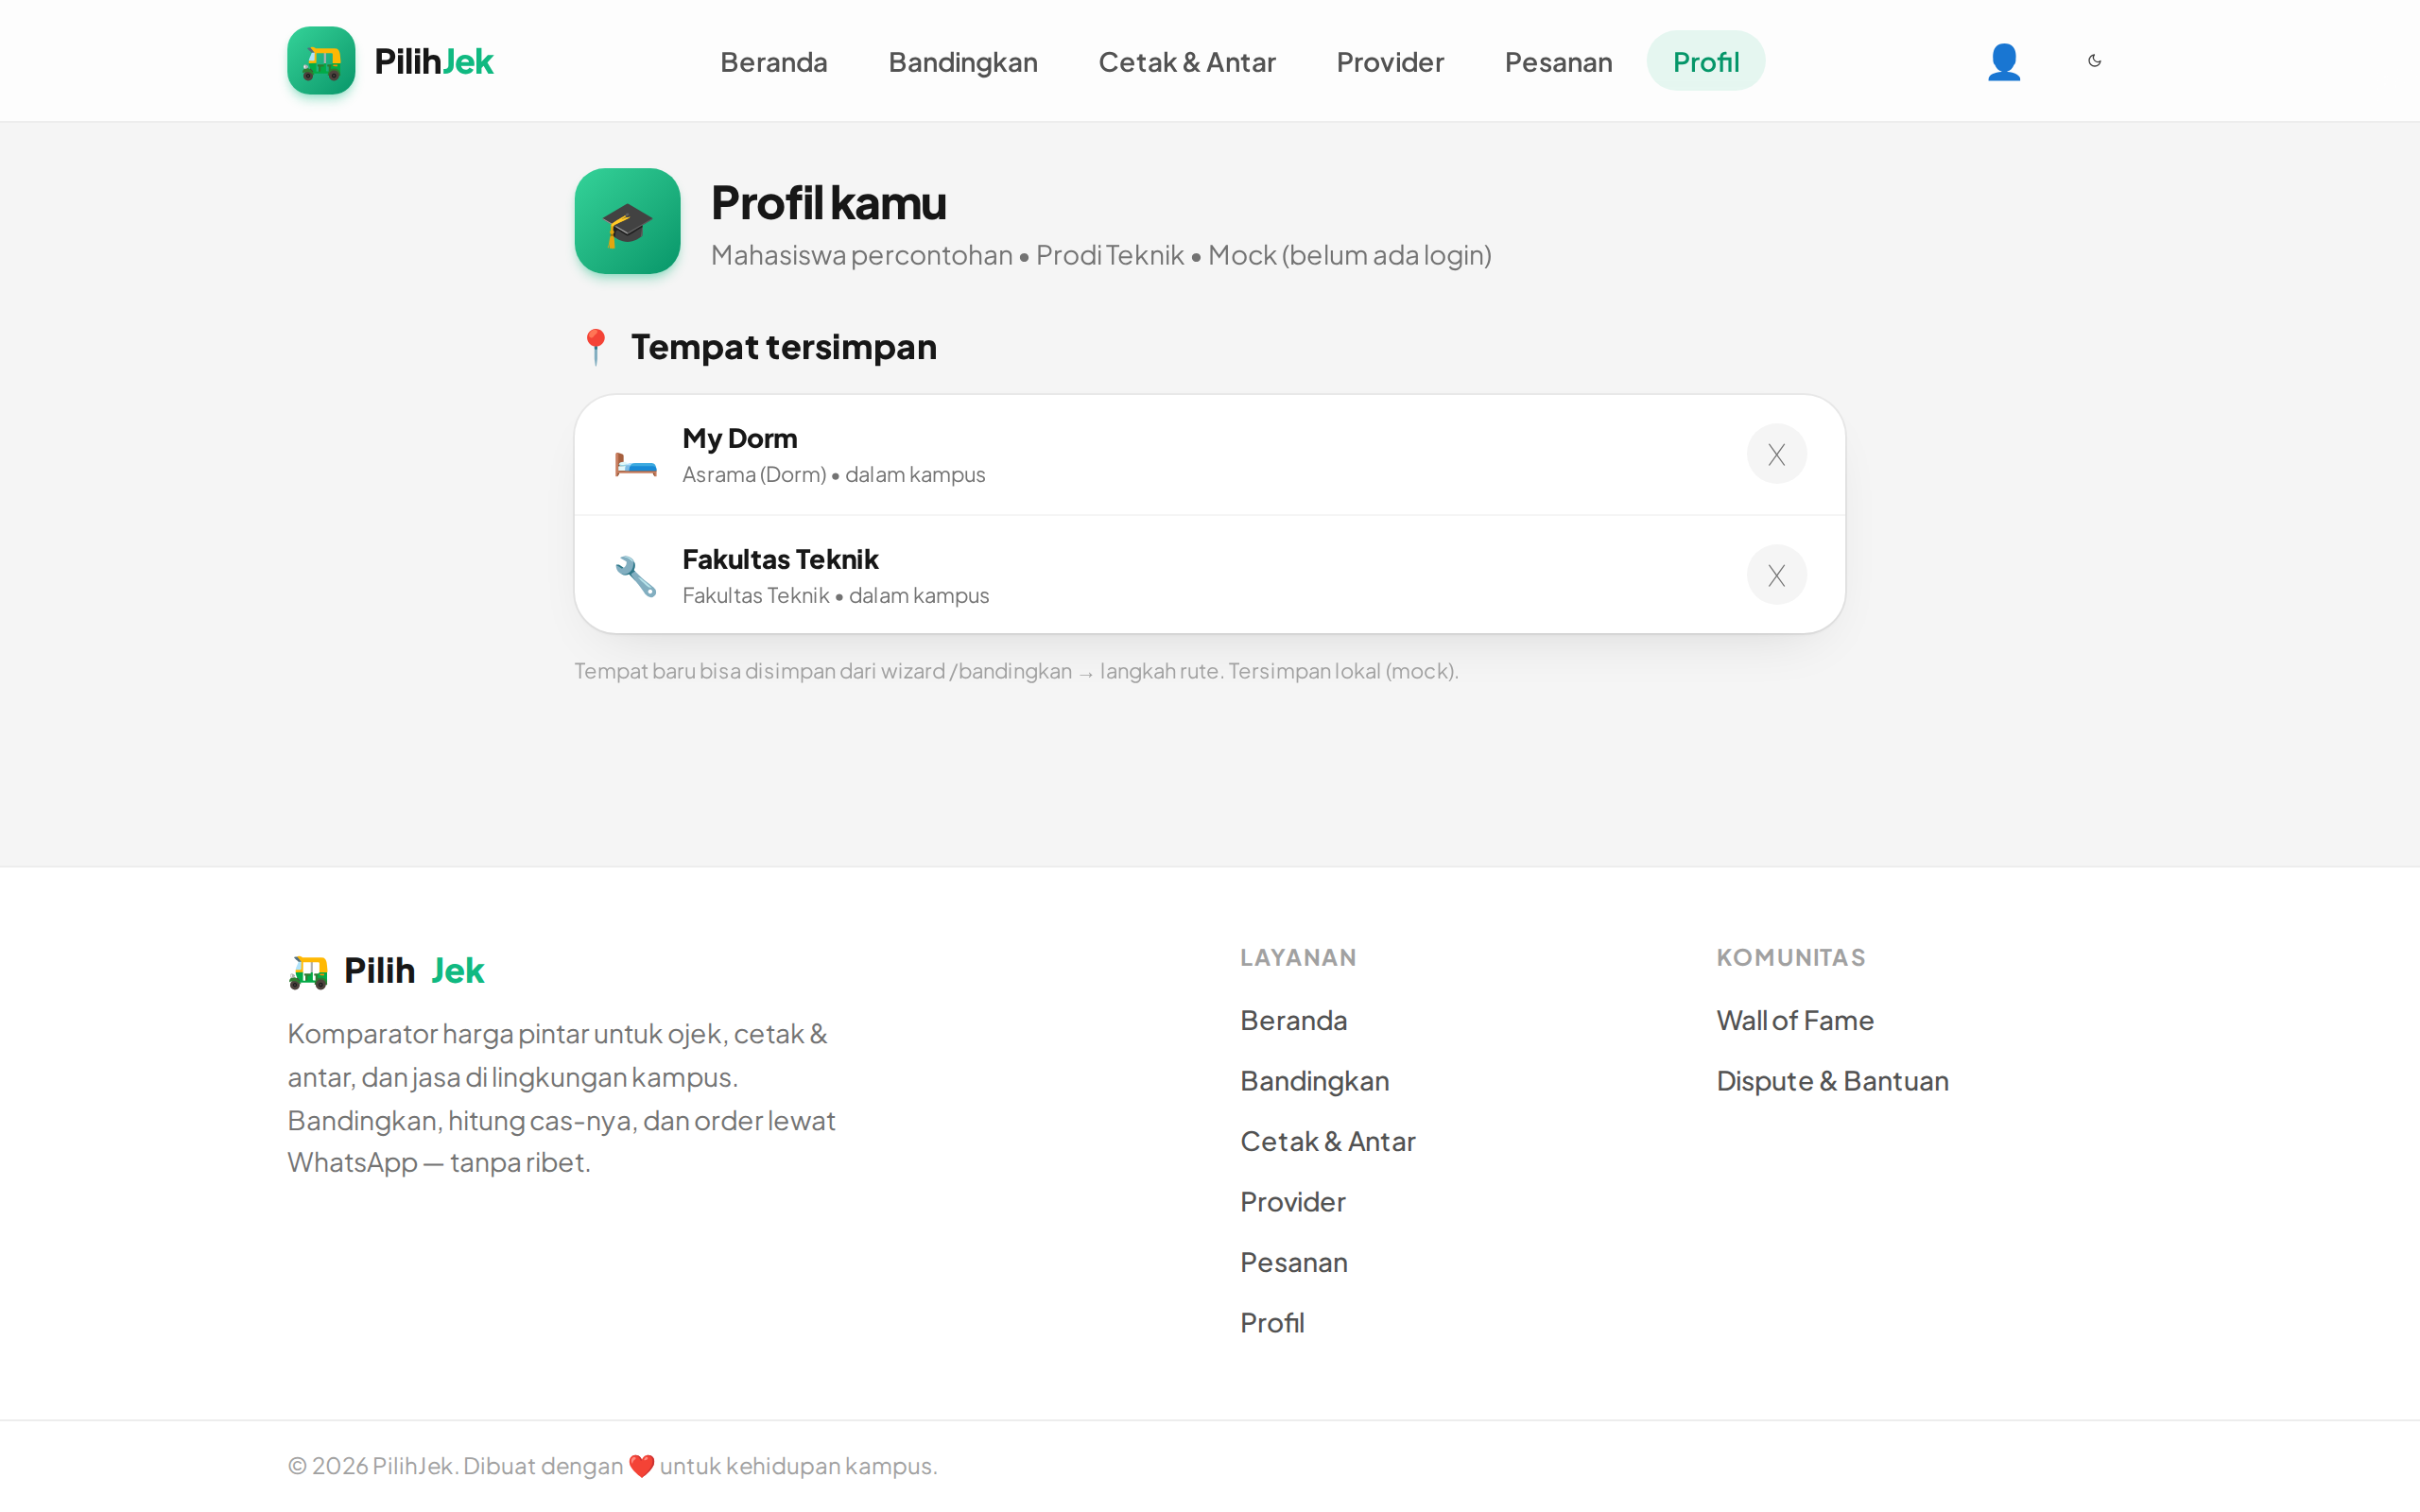 PilihJek
Beranda
Bandingkan
Cetak & Antar
Provider
Pesanan
Profil
Profil kamu
Mahasiswa percontohan • Prodi Teknik • Mock (belum ada login)
Tempat tersimpan
My Dorm
Asrama (Dorm) • dalam kampus
X
Fakultas Teknik
Fakultas Teknik • dalam kampus
X
Tempat baru bisa disimpan dari wizard /bandingkan → langkah rute. Tersimpan lokal (mock).
Pilih Jek
Komparator harga pintar untuk ojek, cetak &
antar, dan jasa di lingkungan kampus.
Bandingkan, hitung cas-nya, dan order lewat
WhatsApp — tanpa ribet.
LAYANAN
Beranda
Bandingkan
Cetak & Antar
Provider
Pesanan
Profil
KOMUNITAS
Wall of Fame
Dispute & Bantuan
© 2026 PilihJek. Dibuat dengan ❤️ untuk kehidupan kampus.